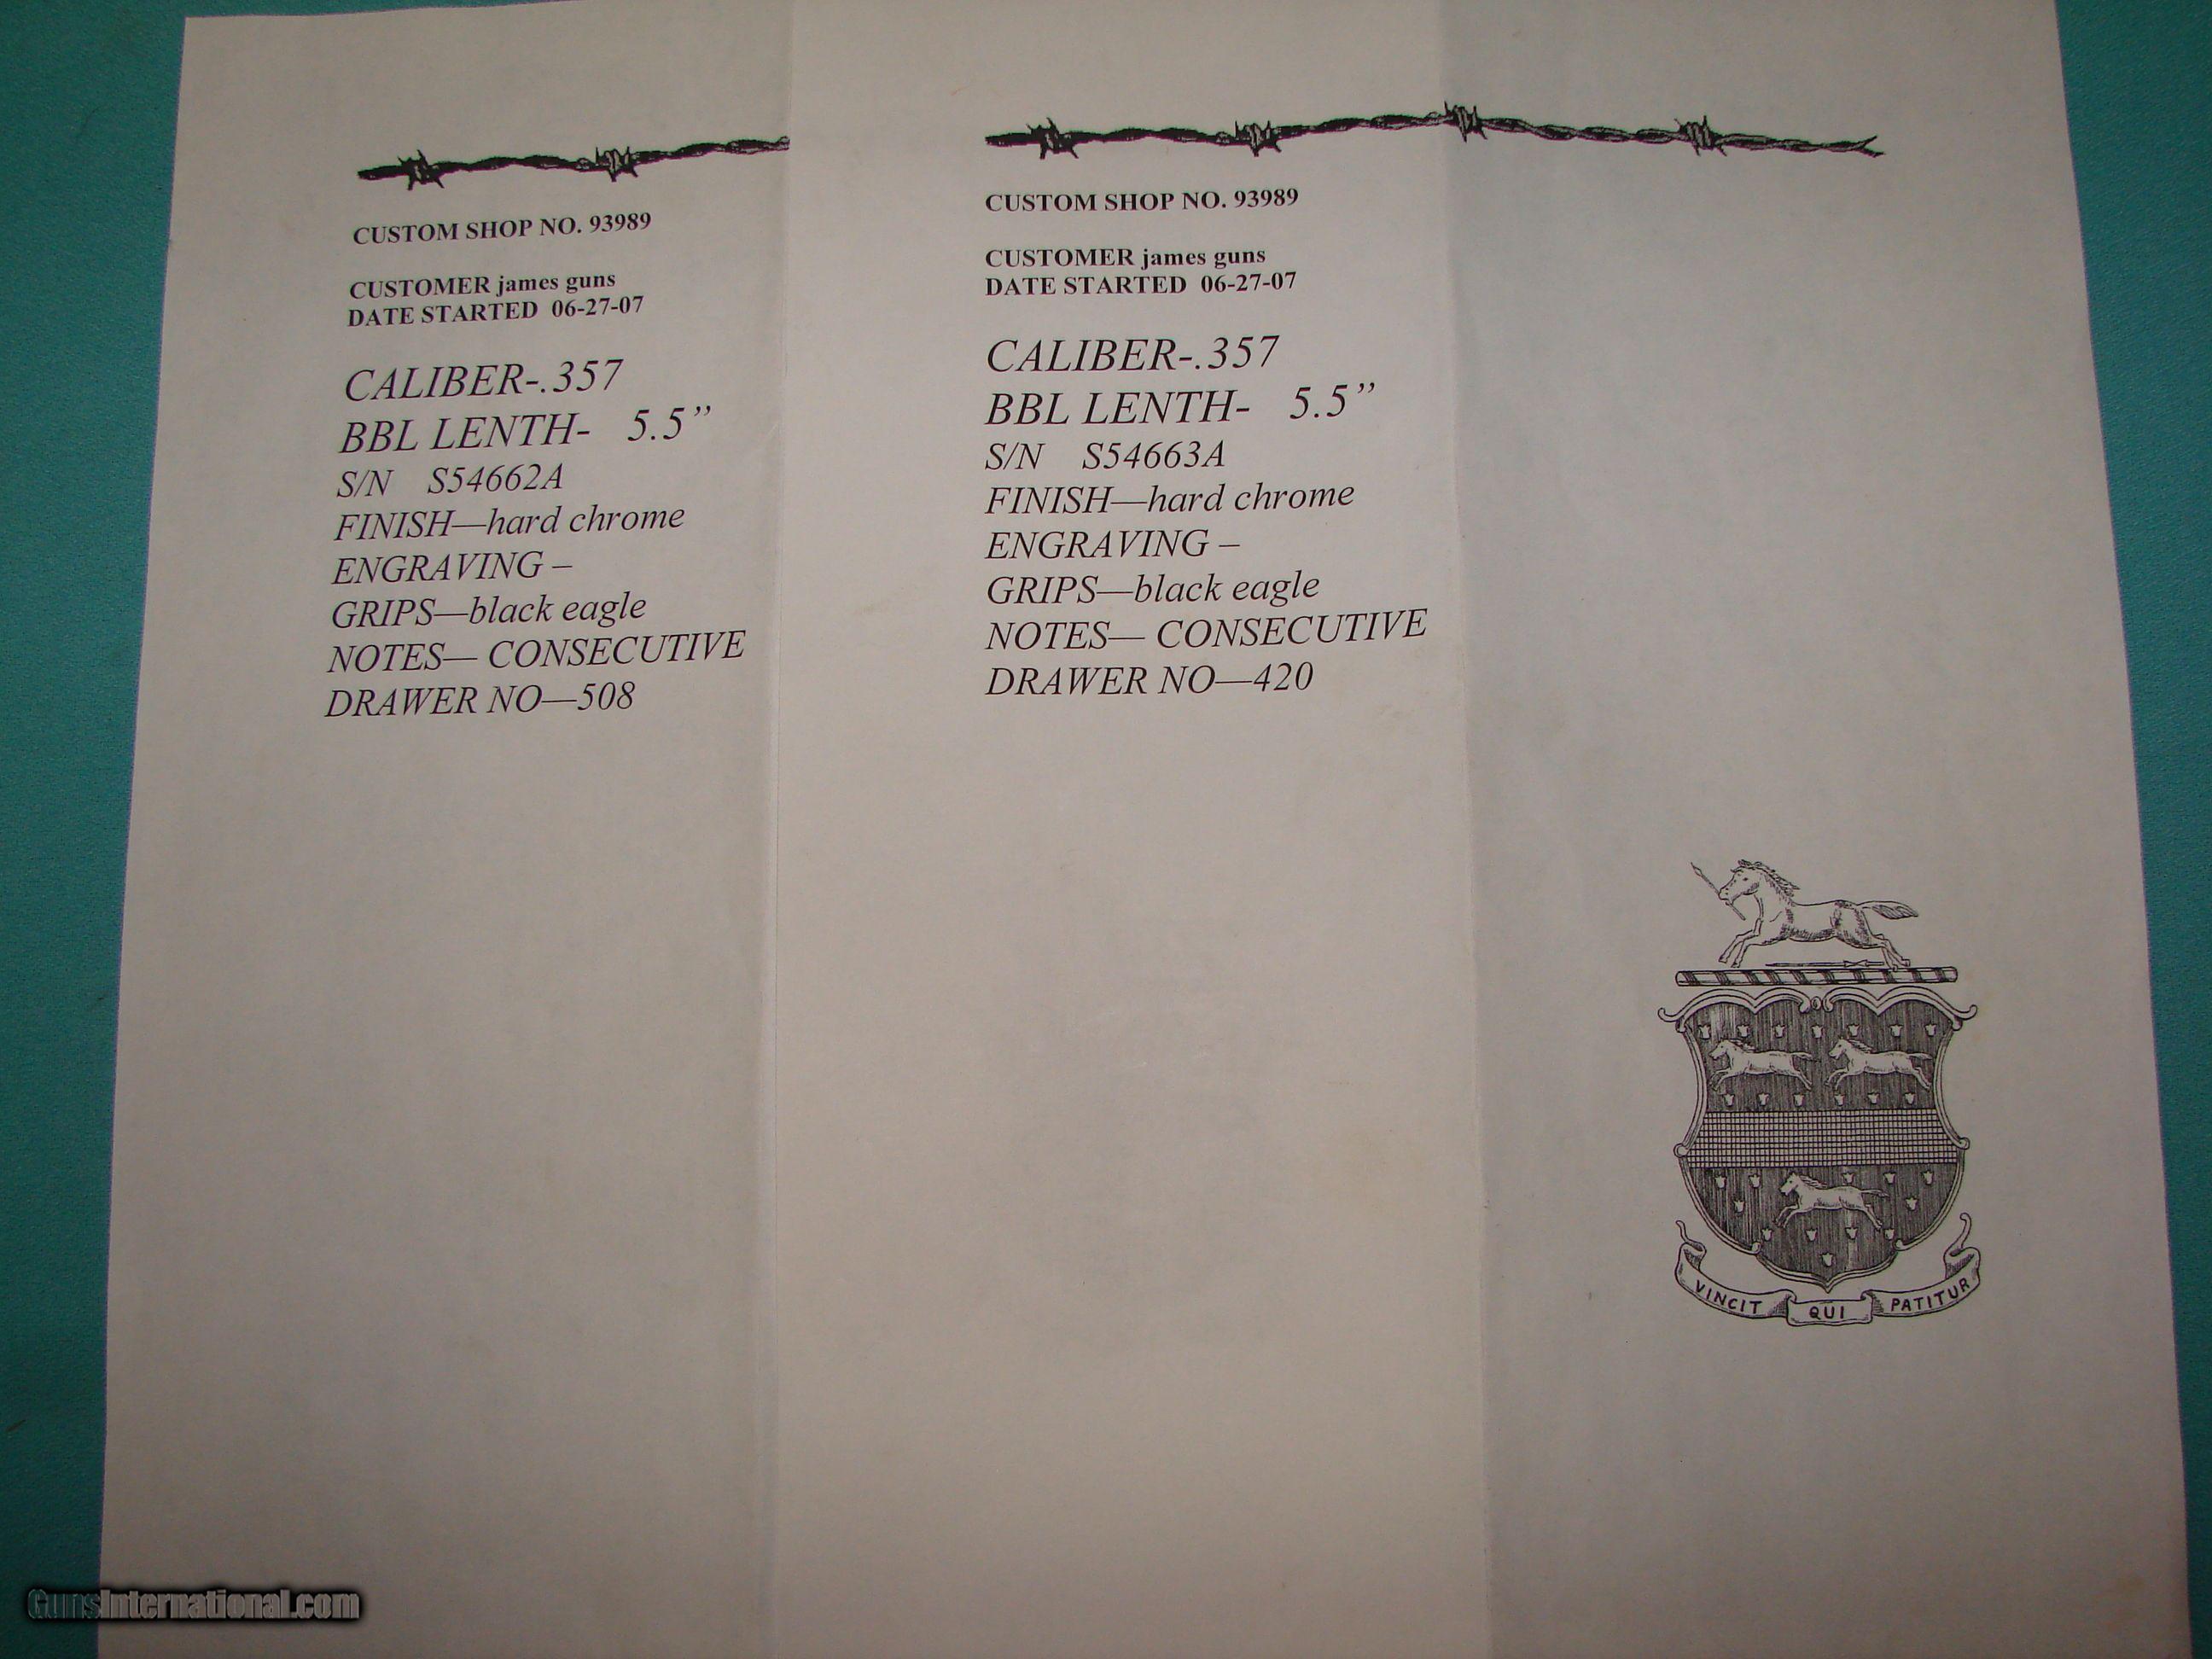 CUSTOM SHOP NO. 93989
CUSTOMER james guns
DATE STARTED 06-27-07
CALIBER-.357
BBL LENTH- 5.5”
S/N S54662A
FINISH—hard chrome
ENGRAVING –
GRIPS—black eagle
NOTES— CONSECUTIVE
DRAWER NO—508
CUSTOM SHOP NO. 93989
CUSTOMER james guns
DATE STARTED 06-27-07
CALIBER-.357
BBL LENTH- 5.5”
S/N S54663A
FINISH—hard chrome
ENGRAVING –
GRIPS—black eagle
NOTES— CONSECUTIVE
DRAWER NO—420
VINCIT QUI PATITUR
GunsInternational.com